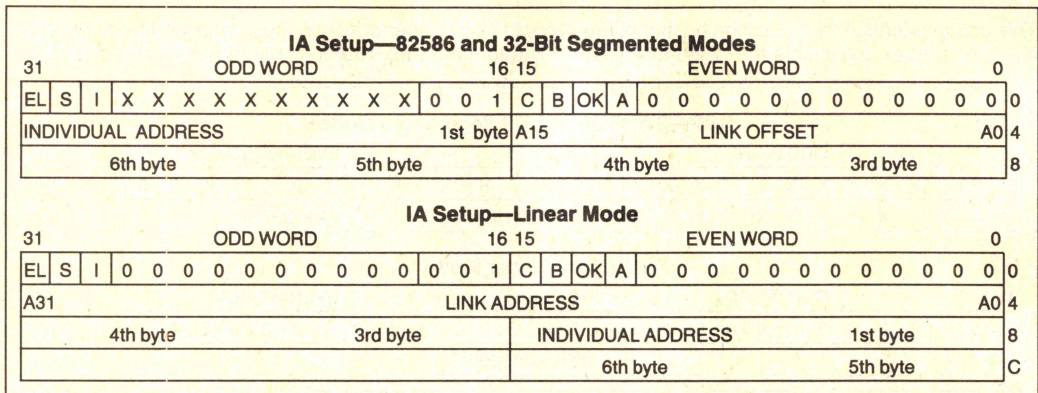 IA Setup—82586 and 32-Bit Segmented Modes
31 ODD WORD 16 15 EVEN WORD 0
EL S I X X X X X X X X X X 0 0 1 C B OK A 0 0 0 0 0 0 0 0 0 0 0 0 0
INDIVIDUAL ADDRESS 1st byte A15 LINK OFFSET A0 4
6th byte 5th byte 4th byte 3rd byte 8
IA Setup—Linear Mode
31 ODD WORD 16 15 EVEN WORD 0
EL S I 0 0 0 0 0 0 0 0 0 0 0 0 1 C B OK A 0 0 0 0 0 0 0 0 0 0 0 0 0
A31 LINK ADDRESS A0 4
4th byte 3rd byte INDIVIDUAL ADDRESS 1st byte 8
6th byte 5th byte C